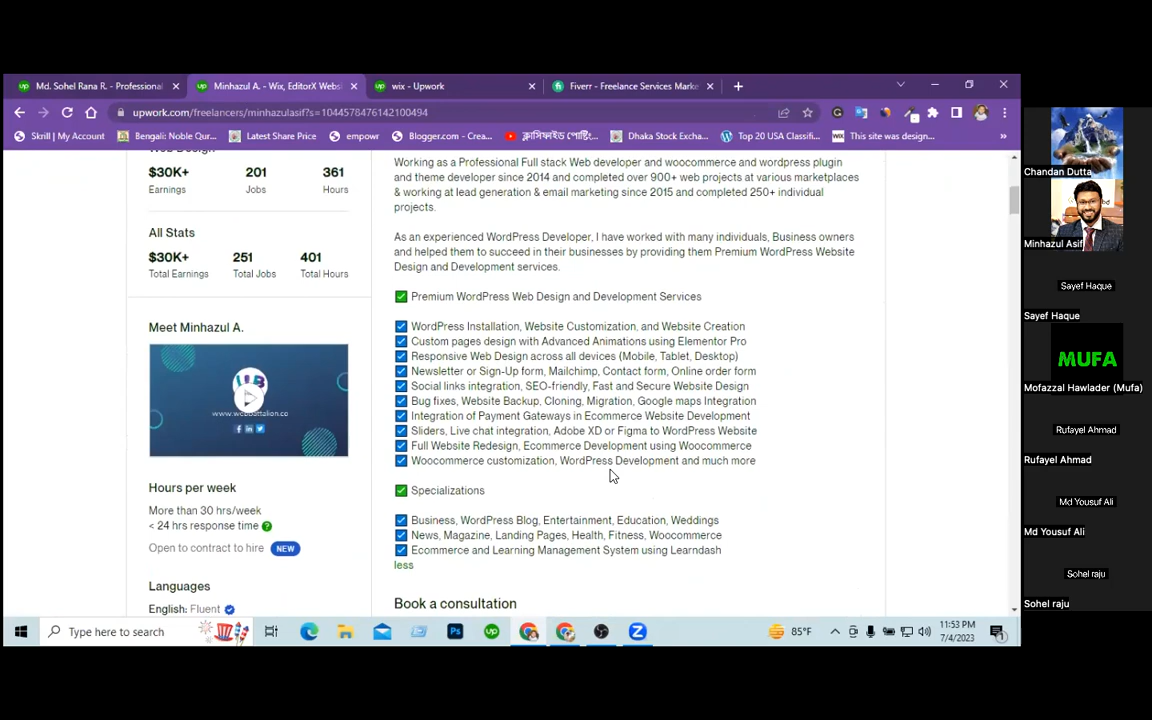 Md. Sohel Rana R. - Professional
Minhazul A. - Wix, EditorX Webs
wix - Upwork
Fiverr - Freelance Services Marke
upwork.com/freelancers/minhazulasif?s=1044578476142100494
Skrill | My Account
Bengali: Noble Qur...
Latest Share Price
empowr
Blogger.com - Crea...
ক্লাসিফাইড পোস্টিং...
Dhaka Stock Excha...
Top 20 USA Classifi...
This site was design...
Web Design
$30K+ 201 361
Earnings Jobs Hours
All Stats
$30K+ 251 401
Total Earnings Total Jobs Total Hours
Meet Minhazul A.
www.webbattalion.co
Hours per week
More than 30 hrs/week
< 24 hrs response time
Open to contract to hire NEW
Languages
English: Fluent
Working as a Professional Full stack Web developer and woocommerce and wordpress plugin
and theme developer since 2014 and completed over 900+ web projects at various marketplaces
& working at lead generation & email marketing since 2015 and completed 250+ individual
projects.
As an experienced WordPress Developer, I have worked with many individuals, Business owners
and helped them to succeed in their businesses by providing them Premium WordPress Website
Design and Development services.
✅ Premium WordPress Web Design and Development Services
☑ WordPress Installation, Website Customization, and Website Creation
☑ Custom pages design with Advanced Animations using Elementor Pro
☑ Responsive Web Design across all devices (Mobile, Tablet, Desktop)
☑ Newsletter or Sign-Up form, Mailchimp, Contact form, Online order form
☑ Social links integration, SEO-friendly, Fast and Secure Website Design
☑ Bug fixes, Website Backup, Cloning, Migration, Google maps Integration
☑ Integration of Payment Gateways in Ecommerce Website Development
☑ Sliders, Live chat integration, Adobe XD or Figma to WordPress Website
☑ Full Website Redesign, Ecommerce Development using Woocommerce
☑ Woocommerce customization, WordPress Development and much more
✅ Specializations
☑ Business, WordPress Blog, Entertainment, Education, Weddings
☑ News, Magazine, Landing Pages, Health, Fitness, Woocommerce
☑ Ecommerce and Learning Management System using Learndash
less
Book a consultation
Type here to search
85°F
11:53 PM
7/4/2023
Chandan Dutta
Minhazul Asif
Sayef Haque
Sayef Haque
MUFA
Mofazzal Hawlader (Mufa)
Rufayel Ahmad
Rufayel Ahmad
Md Yousuf Ali
Md Yousuf Ali
Sohel raju
Sohel raju